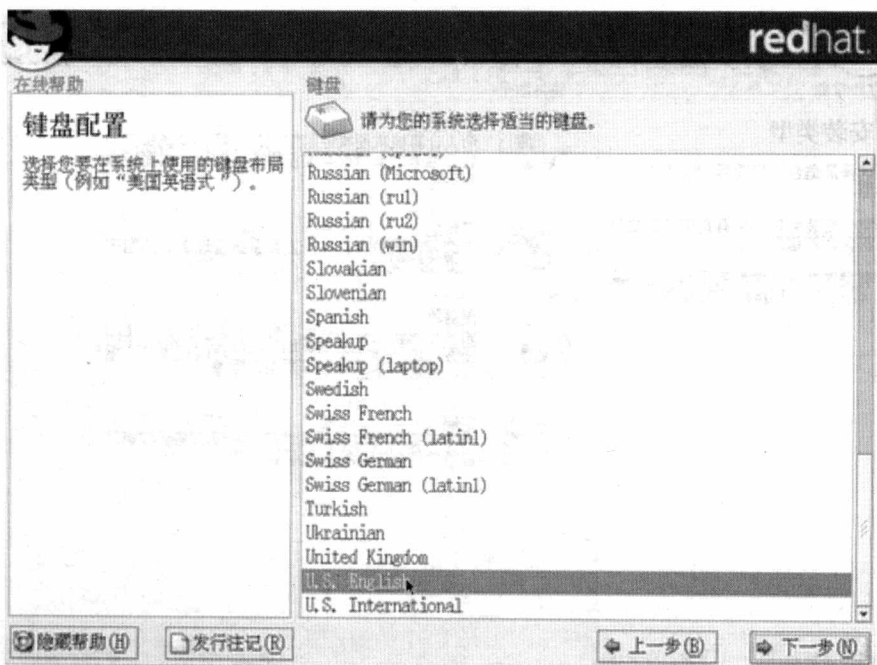 redhat.
在线帮助
键盘配置
选择您要在系统上使用的键盘布局
类型（例如“美国英语式”）。
键盘
请为您的系统选择适当的键盘。
Russian (Microsoft)
Russian (ru1)
Russian (ru2)
Russian (win)
Slovakian
Slovenian
Spanish
Speakup
Speakup (laptop)
Swedish
Swiss French
Swiss French (latin1)
Swiss German
Swiss German (latin1)
Turkish
Ukrainian
United Kingdom
U.S. English
U.S. International
隐藏帮助(H) 发行注记(R) 上一步(B) 下一步(N)